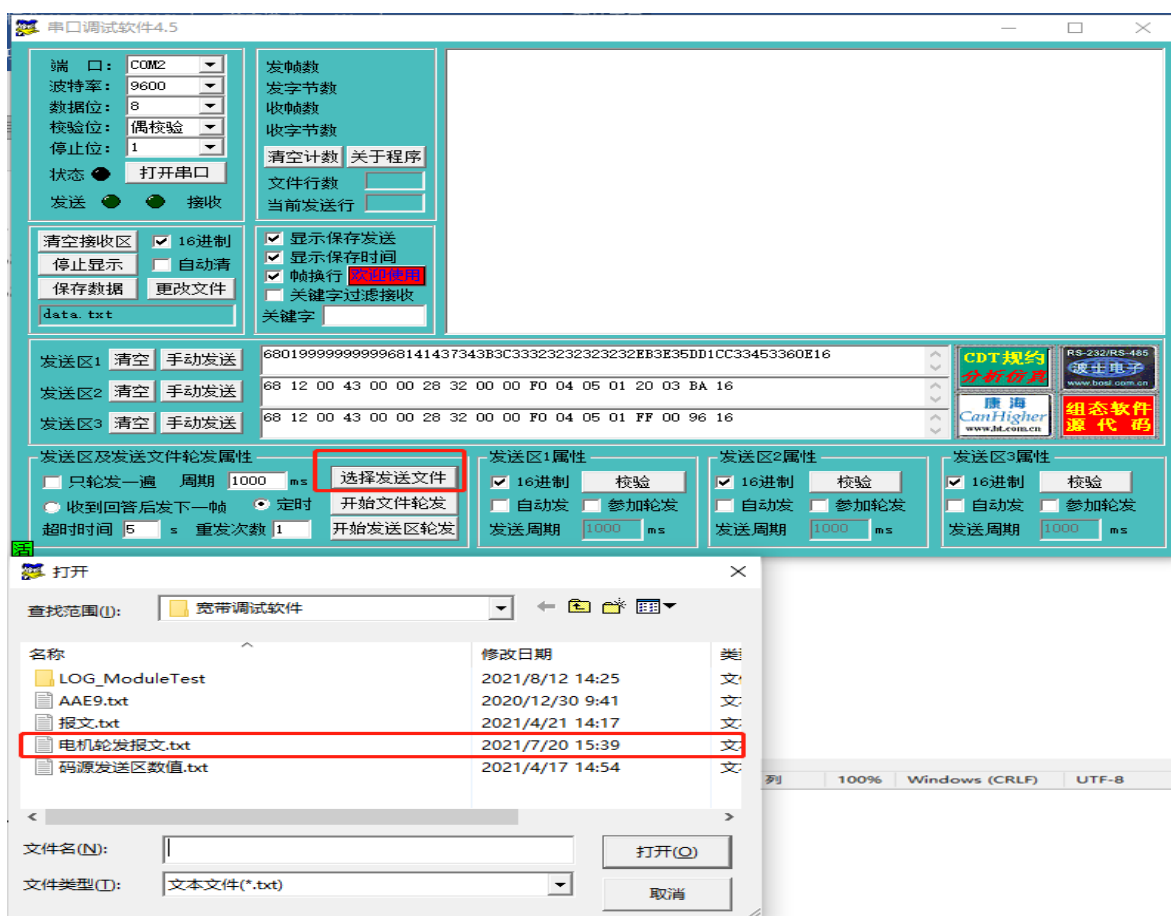 串口调试软件4.5
端 口: COM2
波特率: 9600
数据位: 8
校验位: 偶校验
停止位: 1
状态 打开串口
发送 接收
发帧数
发字节数
收帧数
收字节数
清空计数 关于程序
文件行数
当前发送行
清空接收区 16进制
停止显示 自动清
保存数据 更改文件
data.txt
显示保存发送
显示保存时间
帧换行 欢迎使用
关键字过滤接收
关键字
发送区1 清空 手动发送
发送区2 清空 手动发送 68 12 00 43 00 00 28 32 00 00 F0 04 05 01 20 03 BA 16
发送区3 清空 手动发送 68 12 00 43 00 00 28 32 00 00 F0 04 05 01 FF 00 96 16
CDT规约
分析仿真
RS-232/RS-485
波士电子
www.bosi.com.cn
康 海
CanHigher
组态软件
源 代 码
发送区及发送文件轮发属性
只轮发一遍 周期 1000 ms 选择发送文件
收到回答后发下一帧 定时 开始文件轮发
超时时间 5 s 重发次数 1 开始发送区轮发
发送区1属性
16进制 校验
自动发 参加轮发
发送周期 1000 ms
发送区2属性
16进制 校验
自动发 参加轮发
发送周期 1000 ms
发送区3属性
16进制 校验
自动发 参加轮发
发送周期 1000 ms
活
打开
查找范围(I): 宽带调试软件
名称 修改日期
LOG_ModuleTest 2021/8/12 14:25 文
AAE9.txt 2020/12/30 9:41 文
报文.txt 2021/4/21 14:17 文
电机轮发报文.txt 2021/7/20 15:39 文
码源发送区数值.txt 2021/4/17 14:54 文
文件名(N): 打开(O)
文件类型(T): 文本文件(*.txt) 取消
列 100% Windows (CRLF) UTF-8